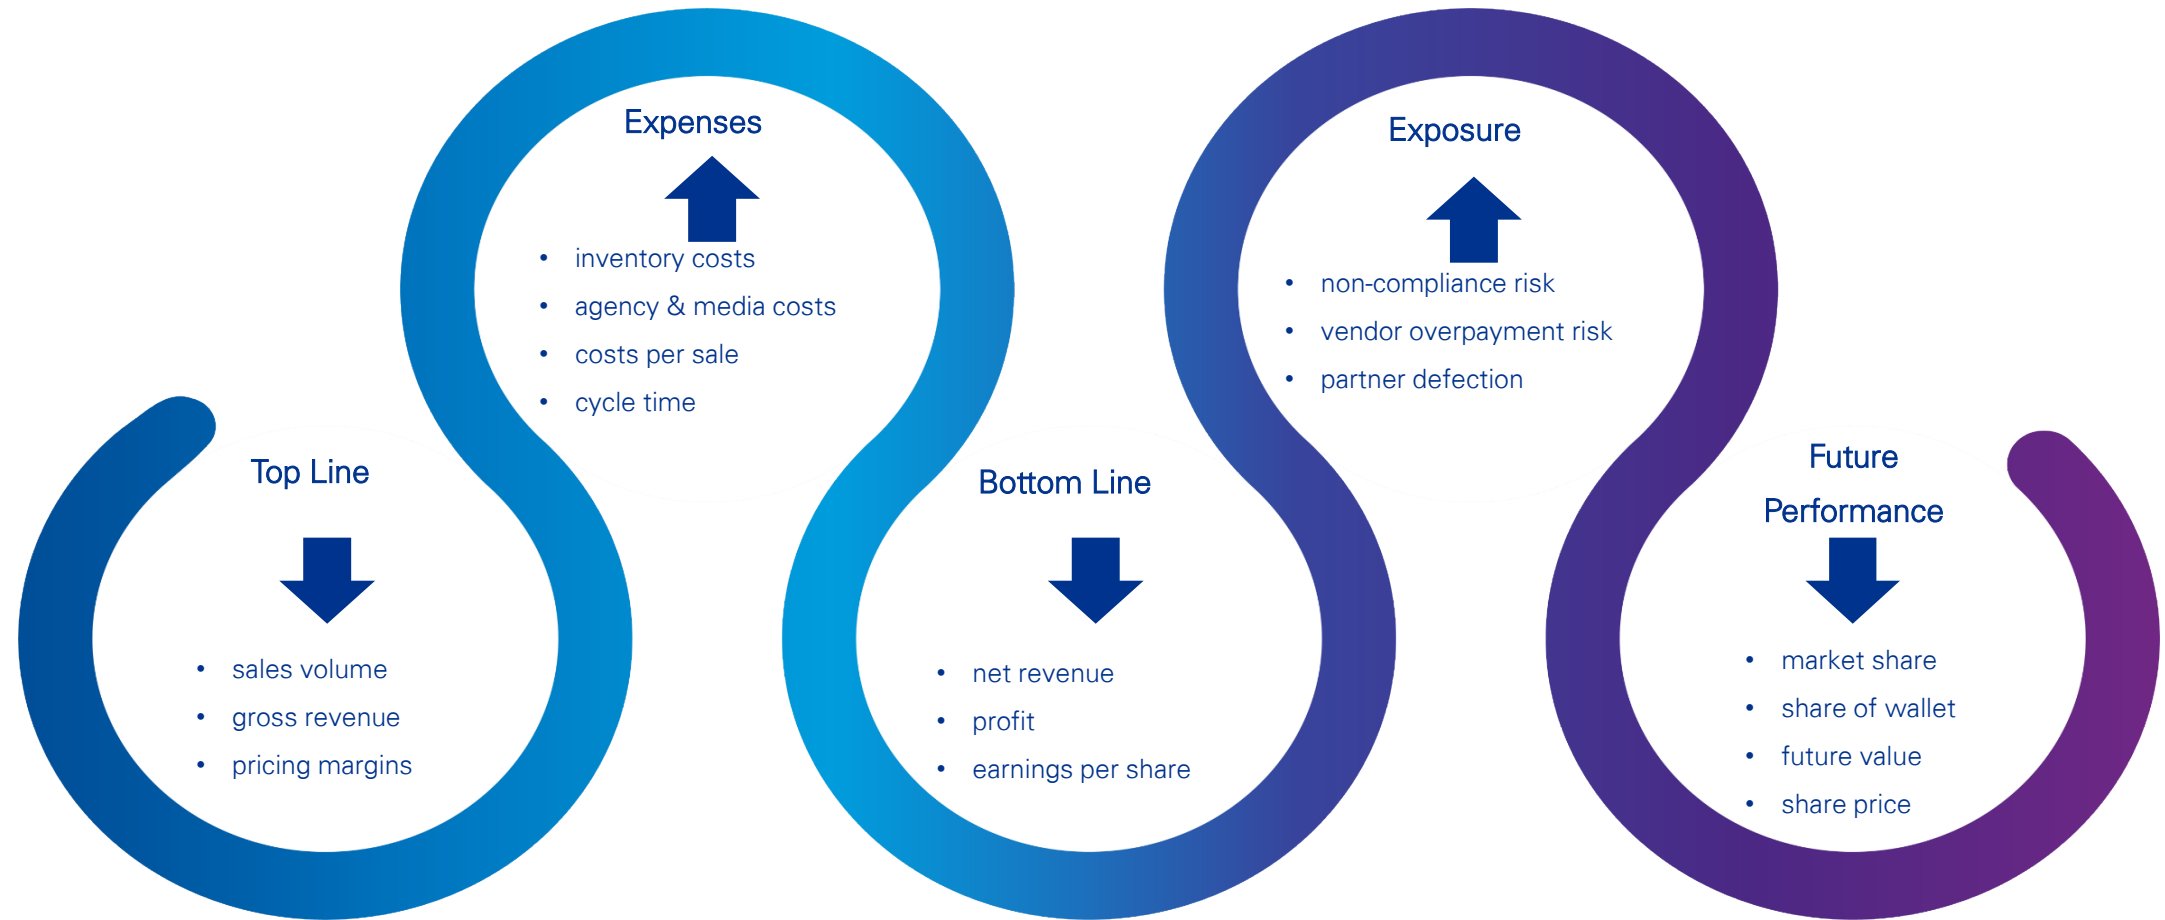 Top Line
• sales volume
• gross revenue
• pricing margins
Expenses
• inventory costs
• agency & media costs
• costs per sale
• cycle time
Bottom Line
• net revenue
• profit
• earnings per share
Exposure
• non-compliance risk
• vendor overpayment risk
• partner defection
Future
Performance
• market share
• share of wallet
• future value
• share price